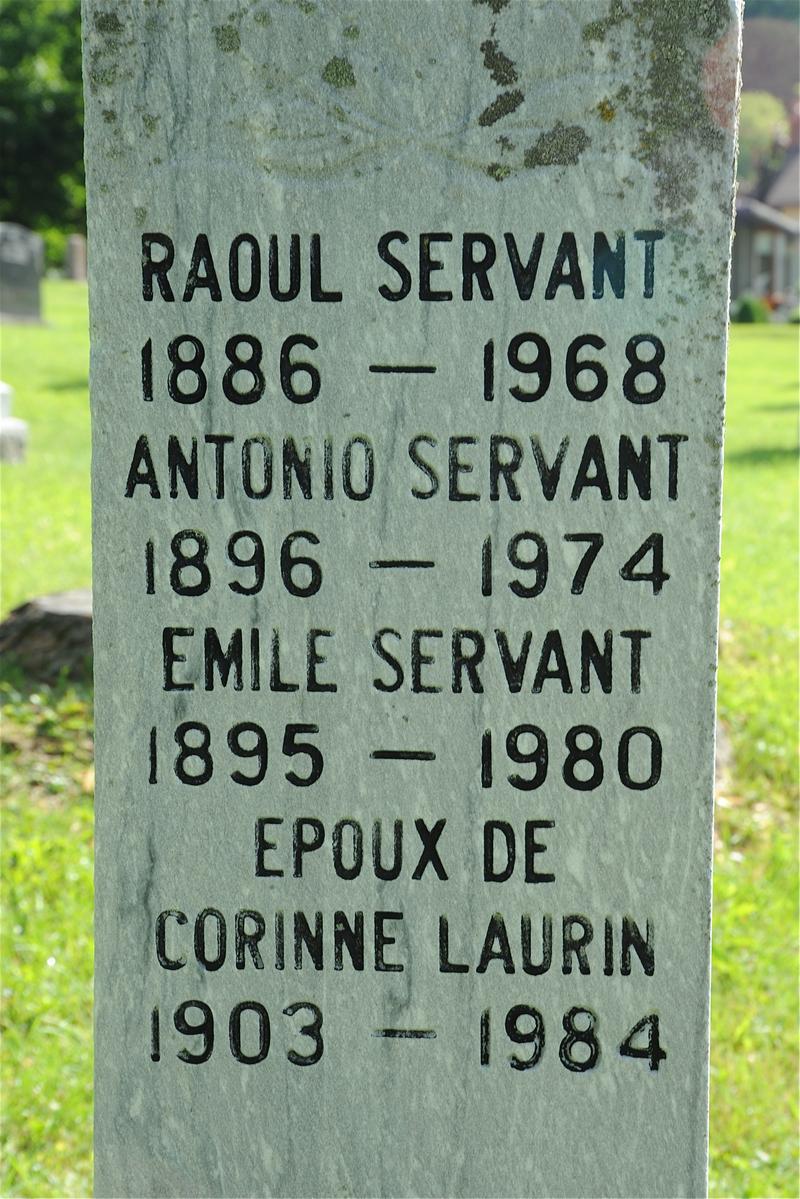 RAOUL SERVANT
1886 — 1968
ANTONIO SERVANT
1896 — 1974
EMILE SERVANT
1895 — 1980
EPOUX DE
CORINNE LAURIN
1903 — 1984